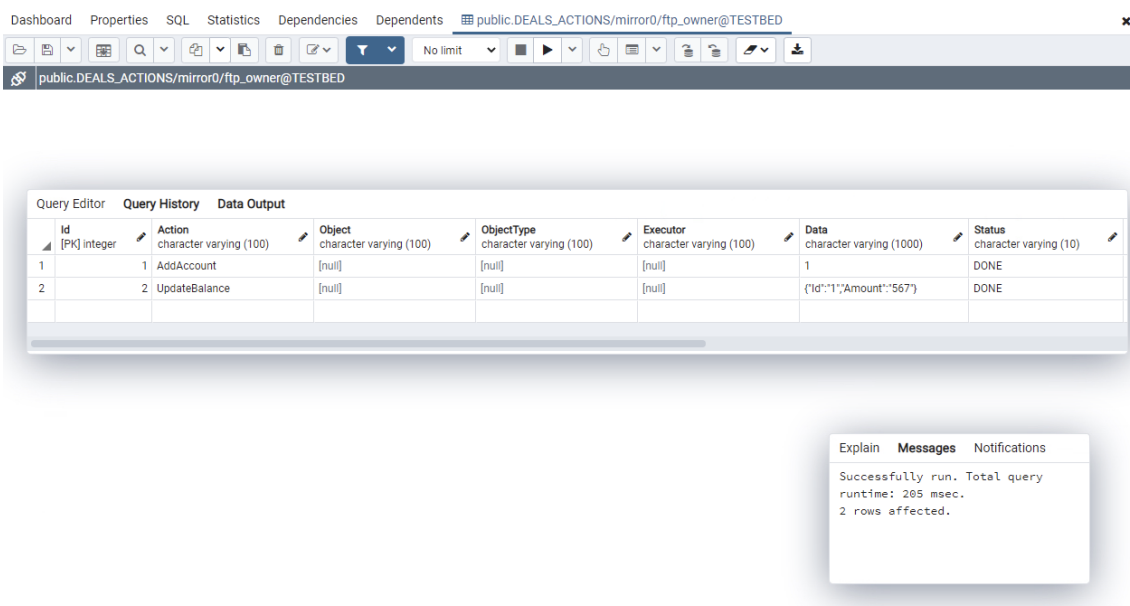 Dashboard Properties SQL Statistics Dependencies Dependents public.DEALS_ACTIONS/mirror0/ftp_owner@TESTBED
No limit
public.DEALS_ACTIONS/mirror0/ftp_owner@TESTBED
Query Editor Query History Data Output
Id Action Object ObjectType Executor Data Status
[PK] integer character varying (100) character varying (100) character varying (100) character varying (100) character varying (1000) character varying (10)
1 1 AddAccount [null] [null] [null] 1 DONE
2 2 UpdateBalance [null] [null] [null] {"Id":"1","Amount":"567"} DONE
Explain Messages Notifications
Successfully run. Total query
runtime: 205 msec.
2 rows affected.